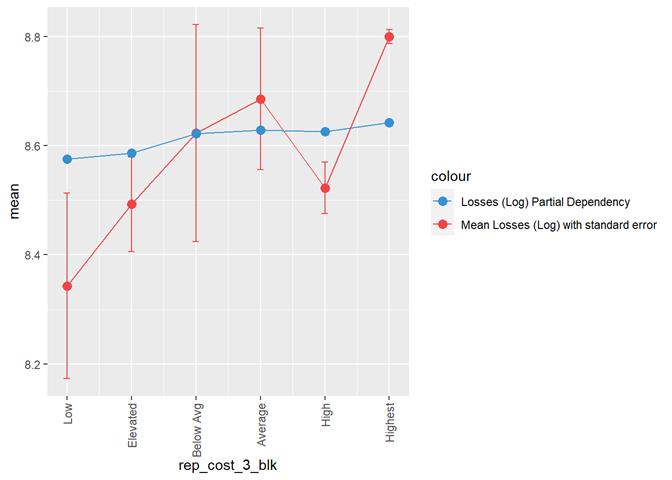 8.8
8.6
8.4
8.2
mean
Low
Elevated
Below Avg
Average
High
Highest
rep_cost_3_blk
colour
Losses (Log) Partial Dependency
Mean Losses (Log) with standard error